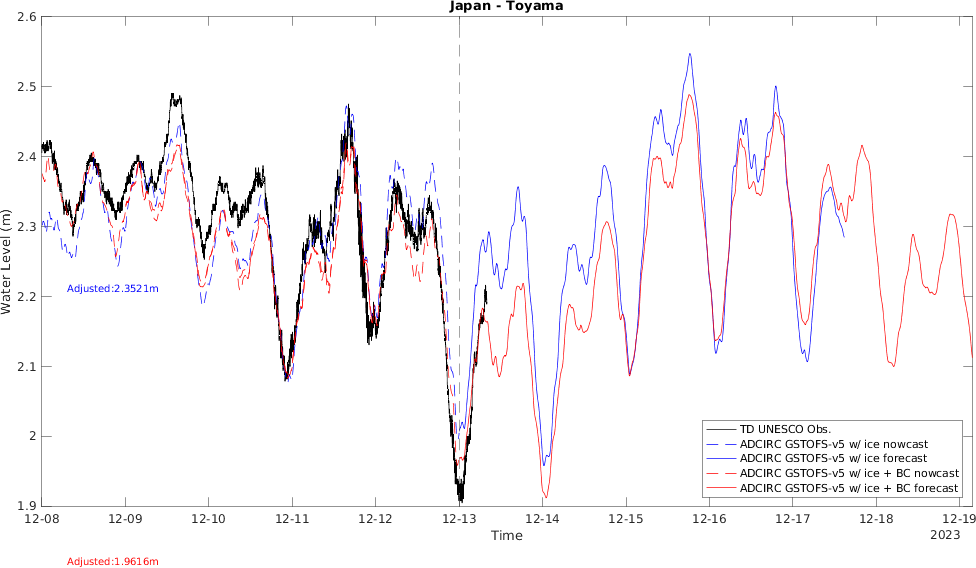 Japan - Toyama
2.6
2.5
2.4
2.3
2.2
2.1
2
1.9
Water Level (m)
Adjusted:2.3521m
TD UNESCO Obs.
ADCIRC GSTOFS-v5 w/ ice nowcast
ADCIRC GSTOFS-v5 w/ ice forecast
ADCIRC GSTOFS-v5 w/ ice + BC nowcast
ADCIRC GSTOFS-v5 w/ ice + BC forecast
12-08 12-09 12-10 12-11 12-12 12-13 12-14 12-15 12-16 12-17 12-18 12-19
Time
2023
Adjusted:1.9616m